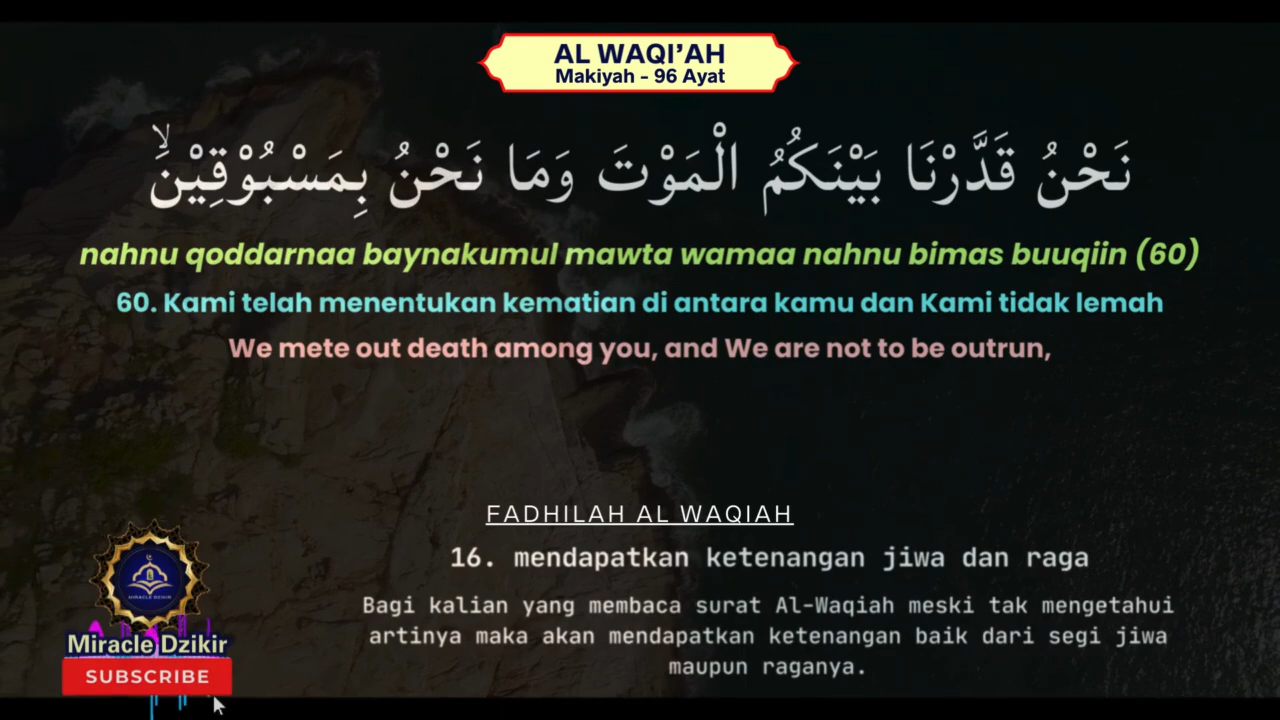 AL WAQI’AH
Makiyah - 96 Ayat
نَحْنُ قَدَّرْنَا بَيْنَكُمُ الْمَوْتَ وَمَا نَحْنُ بِمَسْبُوْقِيْنَۙ
nahnu qoddarnaa baynakumul mawta wamaa nahnu bimas buuqiin (60)
60. Kami telah menentukan kematian di antara kamu dan Kami tidak lemah
We mete out death among you, and We are not to be outrun,
FADHILAH AL WAQIAH
16. mendapatkan ketenangan jiwa dan raga
Bagi kalian yang membaca surat Al-Waqiah meski tak mengetahui
artinya maka akan mendapatkan ketenangan baik dari segi jiwa
maupun raganya.
MIRACLE DZIKIR
Miracle Dzikir
SUBSCRIBE